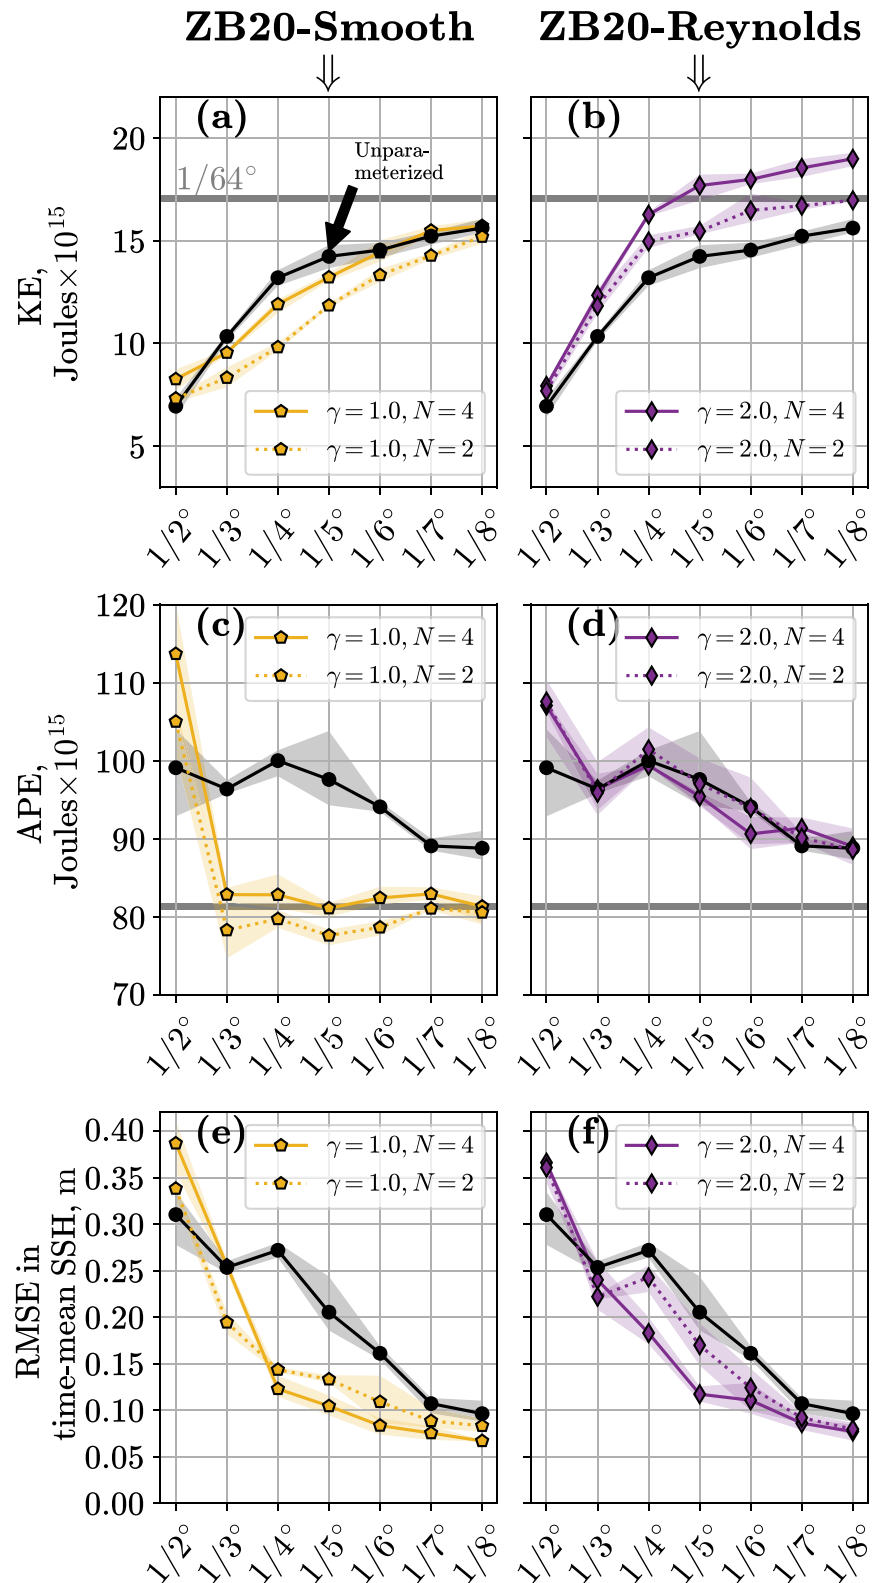 ZB20-Smooth
ZB20-Reynolds
⇓
⇓
(a)
(b)
Unpara-
meterized
1/64°
KE,
Joules×10^15
20
15
10
5
γ = 1.0, N = 4
γ = 1.0, N = 2
γ = 2.0, N = 4
γ = 2.0, N = 2
1/2° 1/3° 1/4° 1/5° 1/6° 1/7° 1/8°
1/2° 1/3° 1/4° 1/5° 1/6° 1/7° 1/8°
(c)
(d)
APE,
Joules×10^15
120
110
100
90
80
70
γ = 1.0, N = 4
γ = 1.0, N = 2
γ = 2.0, N = 4
γ = 2.0, N = 2
1/2° 1/3° 1/4° 1/5° 1/6° 1/7° 1/8°
1/2° 1/3° 1/4° 1/5° 1/6° 1/7° 1/8°
(e)
(f)
RMSE in
time-mean SSH, m
0.40
0.35
0.30
0.25
0.20
0.15
0.10
0.05
0.00
γ = 1.0, N = 4
γ = 1.0, N = 2
γ = 2.0, N = 4
γ = 2.0, N = 2
1/2° 1/3° 1/4° 1/5° 1/6° 1/7° 1/8°
1/2° 1/3° 1/4° 1/5° 1/6° 1/7° 1/8°